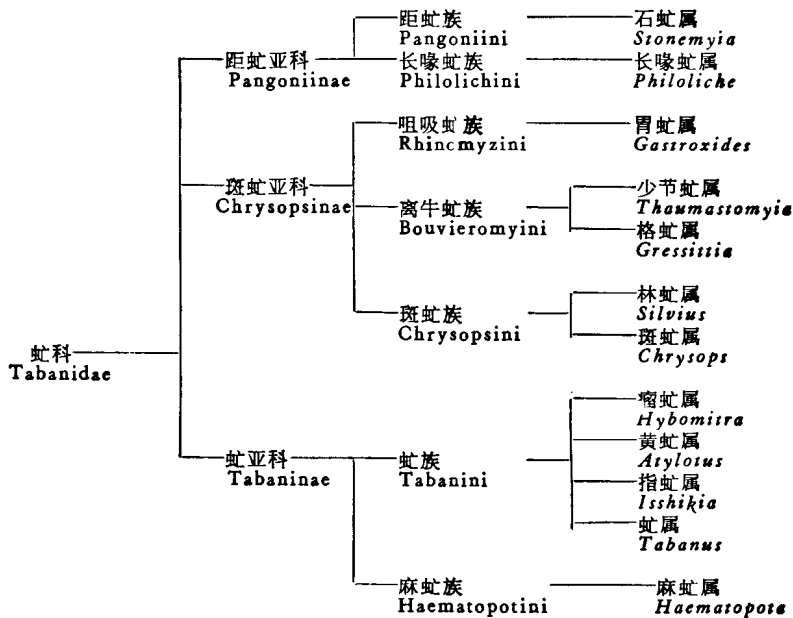 距虻族 石虻属
Pangoniini Stonemyia
距虻亚科 长喙虻族 长喙虻属
Pangoniinae Philolichini Philoliche
咀吸虻族 胃虻属
Rhincmyzini Gastroxides
斑虻亚科 少节虻属
Chrysopsinae 离牛虻族 Thaumastomyia
Bouvieromyini 格虻属
Gressittia
林虻属
斑虻族 Silvius
Chrysopsini 斑虻属
虻科 Chrysops
Tabanidae
瘤虻属
Hybomitra
黄虻属
虻亚科 虻族 Atylotus
Tabaninae Tabanini 指虻属
Isshikia
虻属
Tabanus
麻虻族 麻虻属
Haematopotini Haematopota